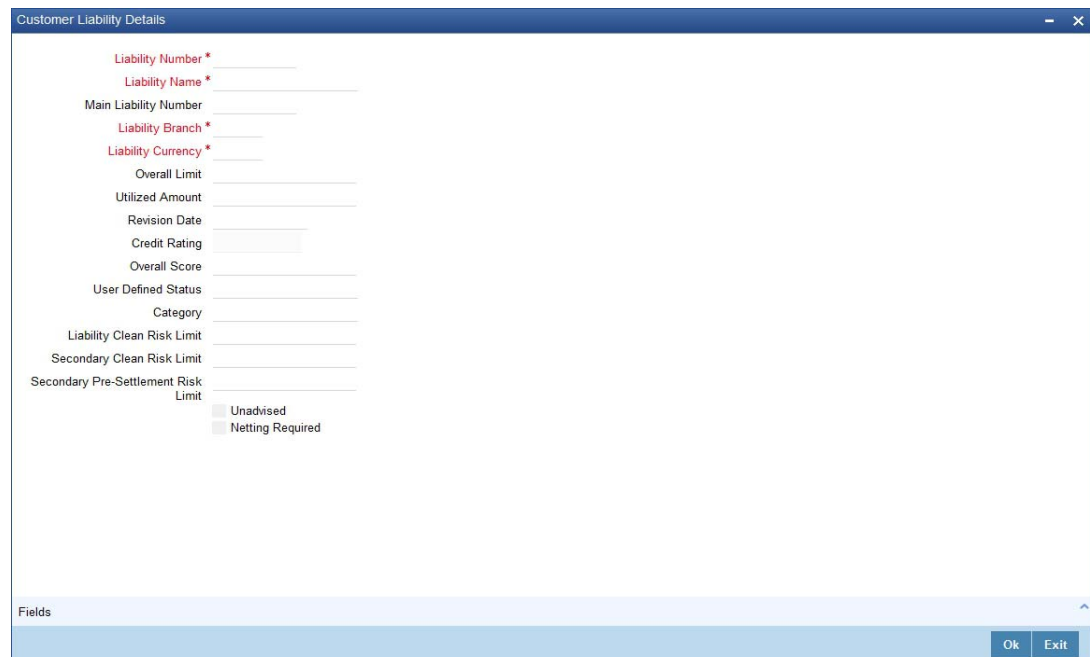 Customer Liability Details
Liability Number *
Liability Name *
Main Liability Number
Liability Branch *
Liability Currency *
Overall Limit
Utilized Amount
Revision Date
Credit Rating
Overall Score
User Defined Status
Category
Liability Clean Risk Limit
Secondary Clean Risk Limit
Secondary Pre-Settlement Risk
Limit
Unadvised
Netting Required
Fields
Ok Exit